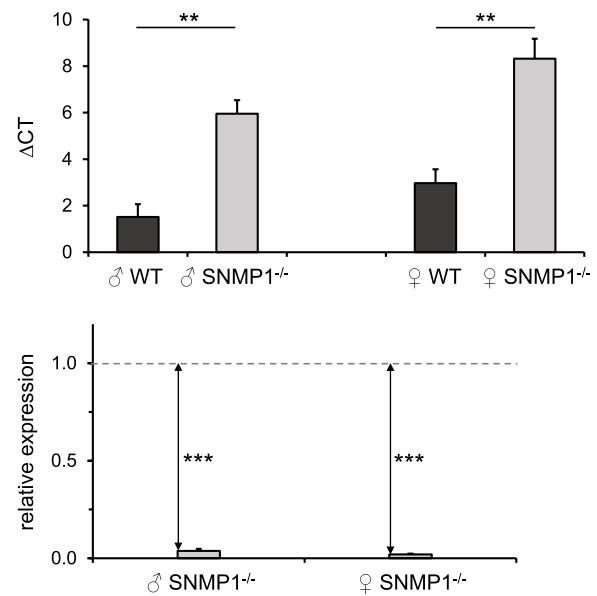 10
** **
8
6
ΔCT
4
2
0
♂ WT ♂ SNMP1-/- ♀ WT ♀ SNMP1-/-
1.0
relative expression
*** ***
0.5
0.0
♂ SNMP1-/- ♀ SNMP1-/-